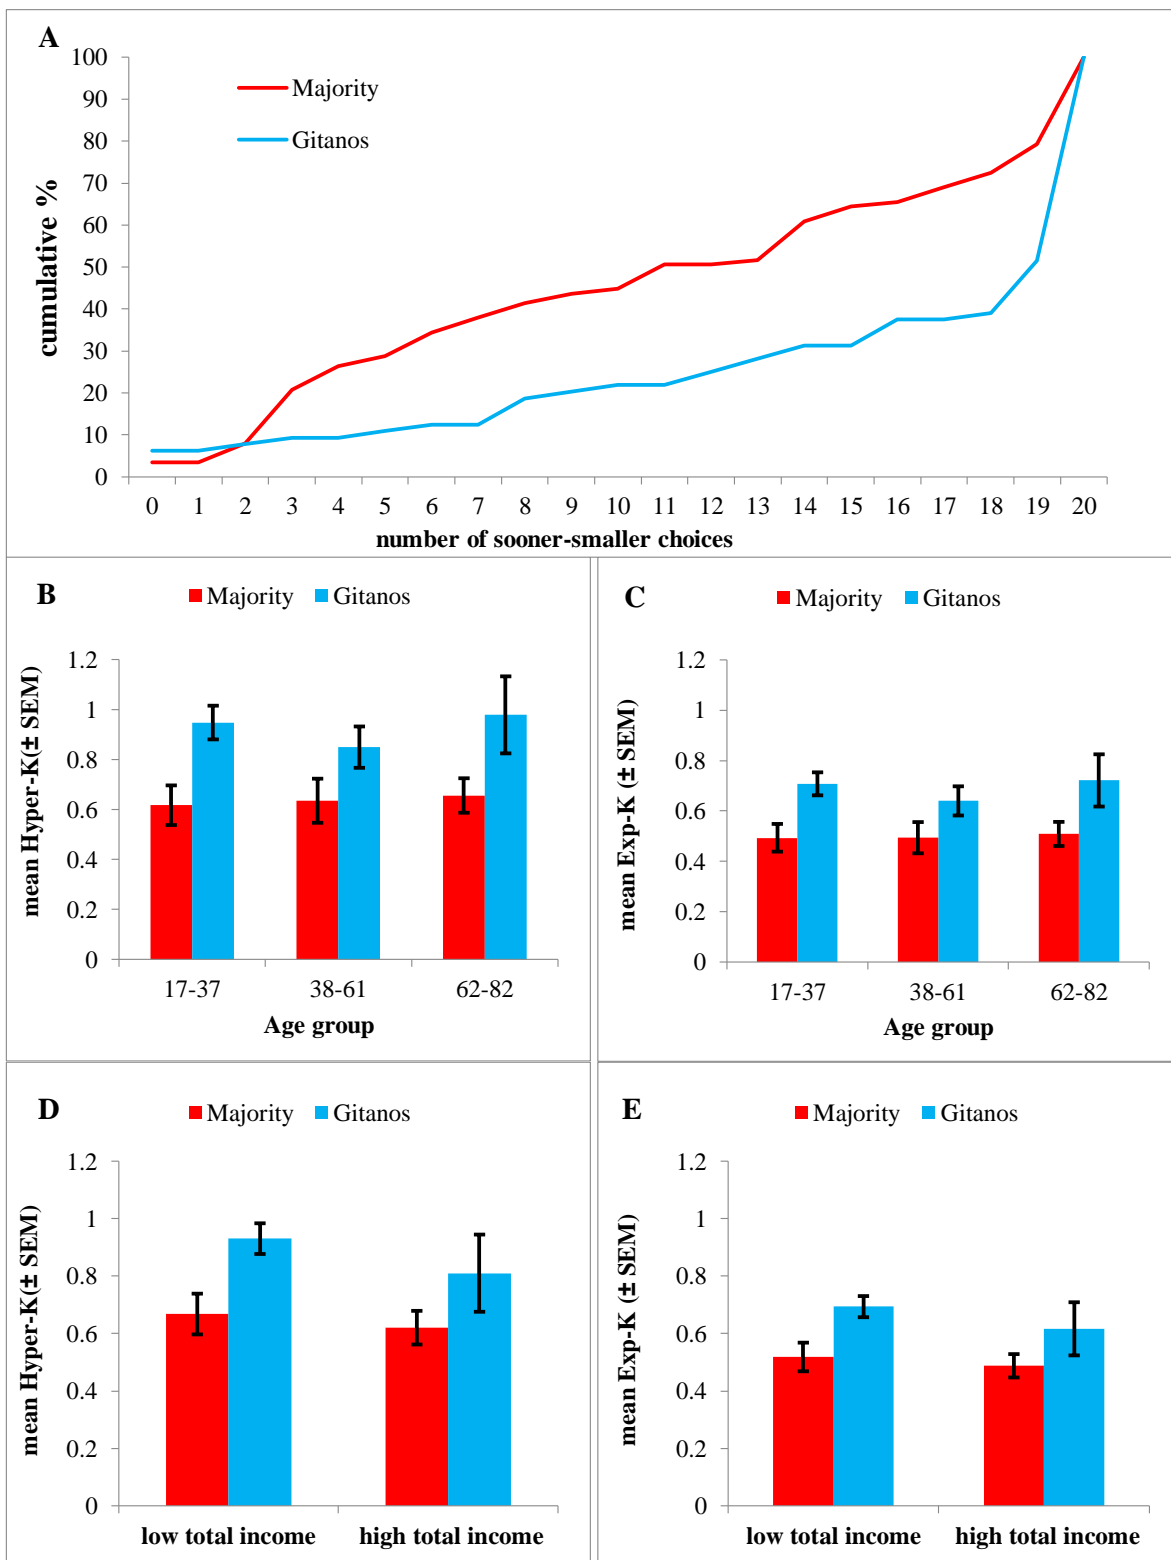 A
100
90
80
70
60
50
40
30
20
10
0
cumulative %
Majority
Gitanos
0 1 2 3 4 5 6 7 8 9 10 11 12 13 14 15 16 17 18 19 20
number of sooner-smaller choices
B
Majority Gitanos
1.2
1
0.8
0.6
0.4
0.2
0
mean Hyper-K(± SEM)
17-37 38-61 62-82
Age group
C
Majority Gitanos
1.2
1
0.8
0.6
0.4
0.2
0
mean Exp-K (± SEM)
17-37 38-61 62-82
Age group
D
Majority Gitanos
1.2
1
0.8
0.6
0.4
0.2
0
mean Hyper-K(± SEM)
low total income high total income
E
Majority Gitanos
1.2
1
0.8
0.6
0.4
0.2
0
mean Exp-K (± SEM)
low total income high total income